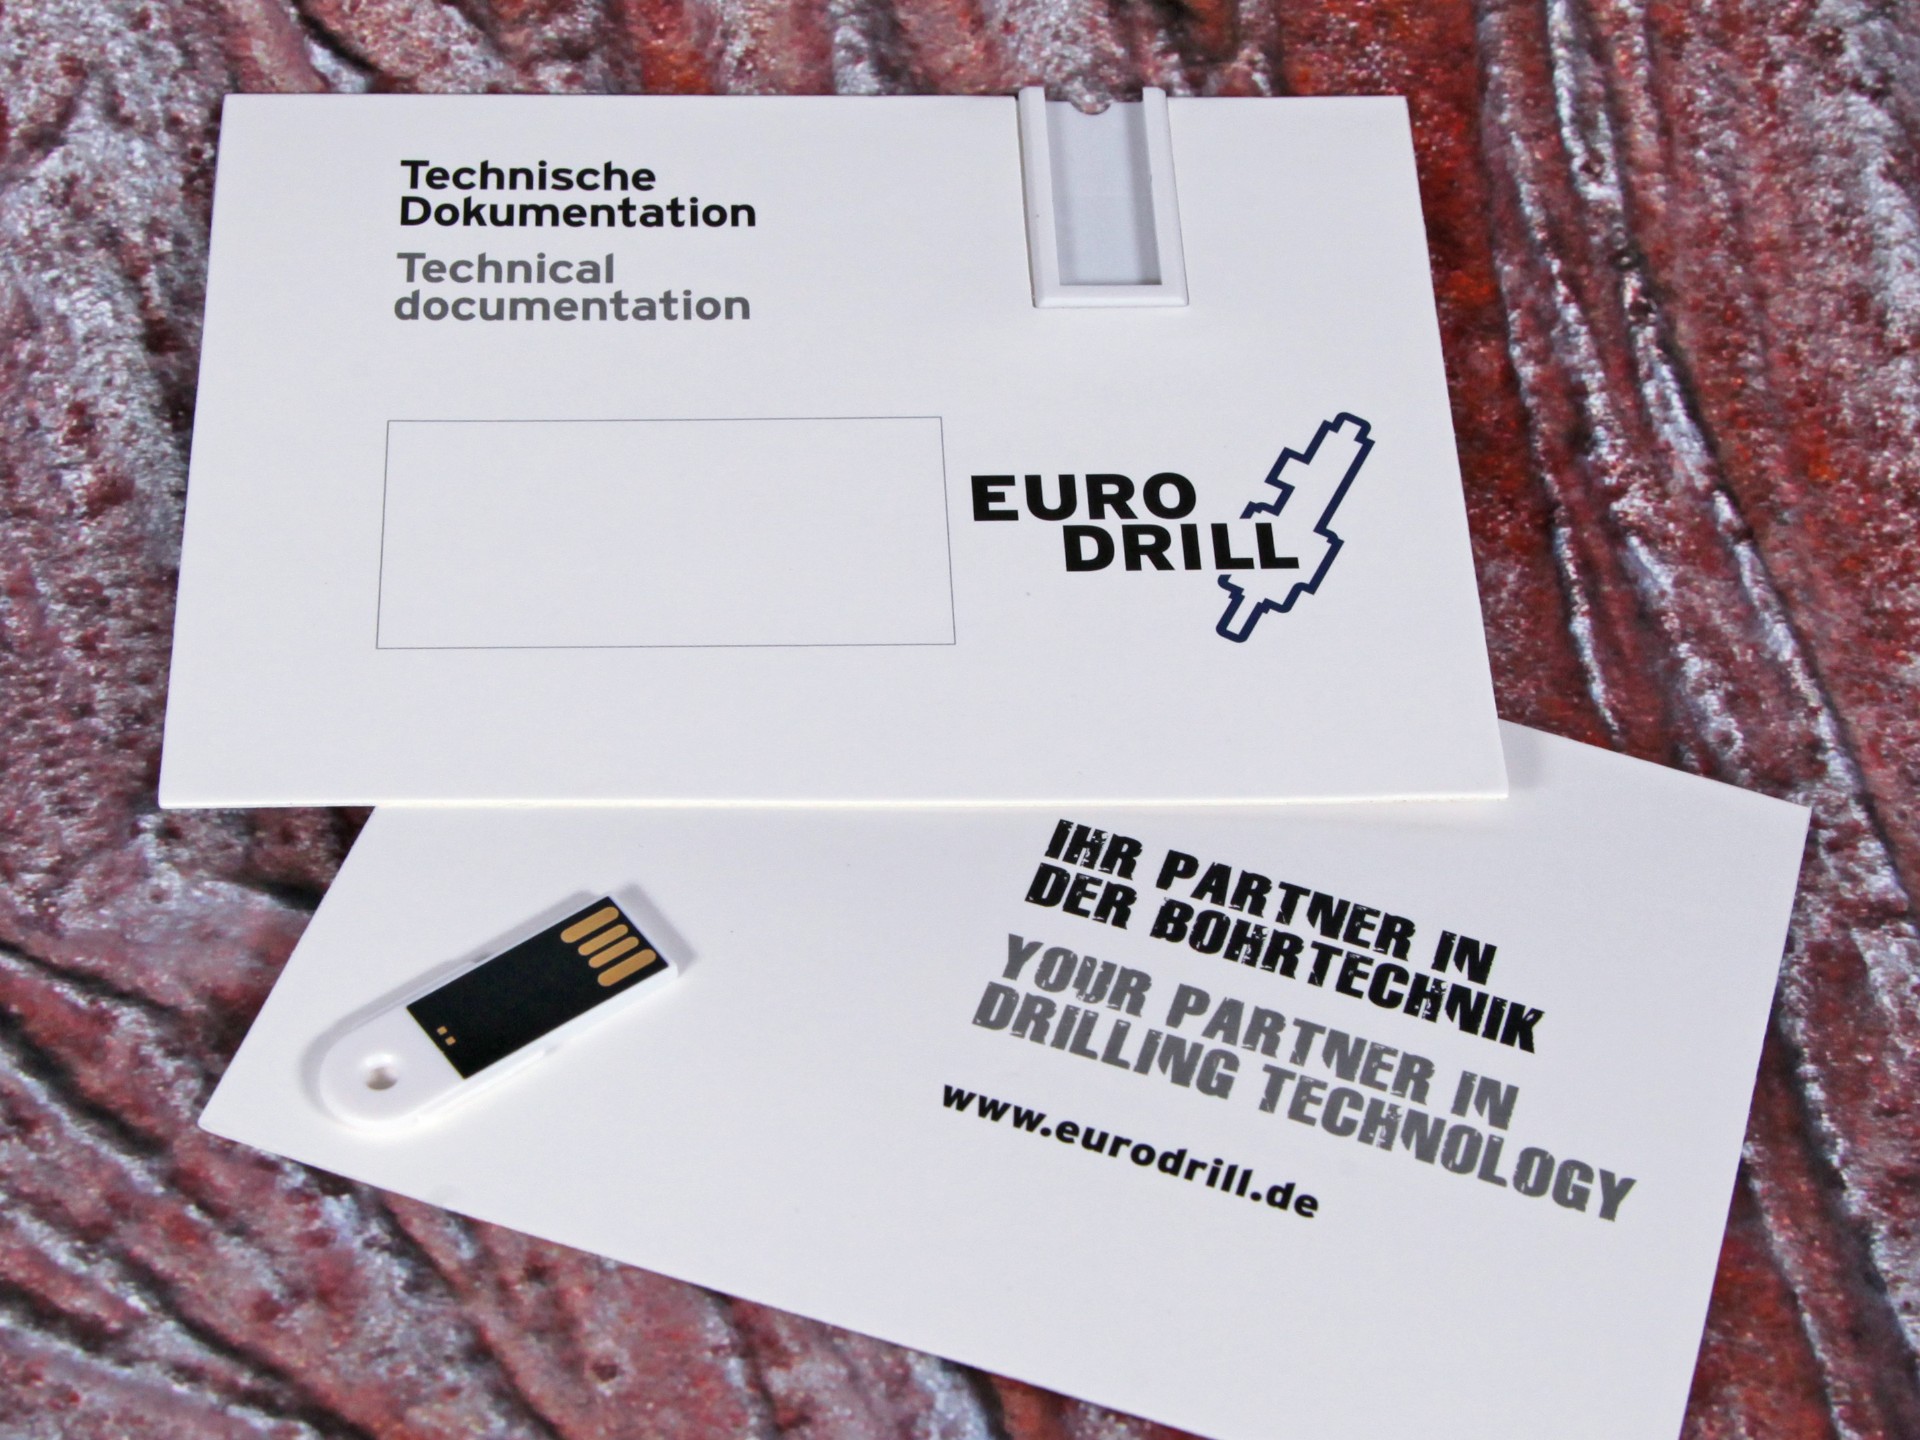 Technische
Dokumentation
Technical
documentation
EURO
DRILL
IHR PARTNER IN
DER BOHRTECHNIK
YOUR PARTNER IN
DRILLING TECHNOLOGY
www.eurodrill.de